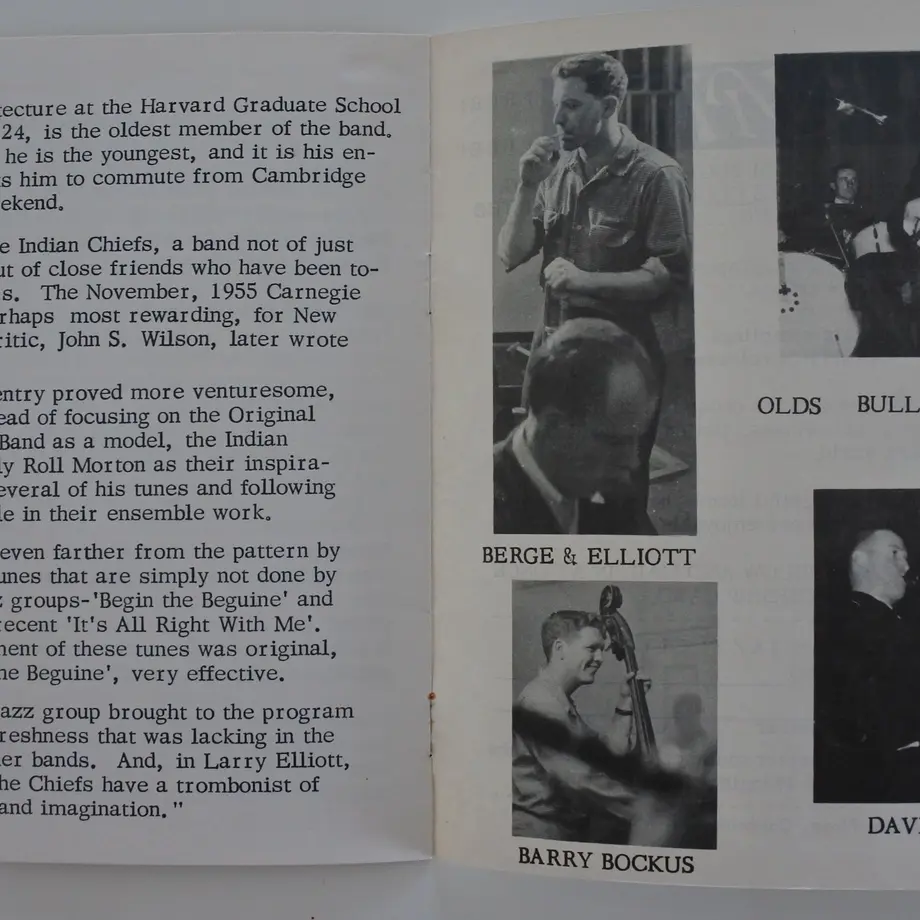 tecture at the Harvard Graduate School
24, is the oldest member of the band.
he is the youngest, and it is his en-
s him to commute from Cambridge
ekend.
e Indian Chiefs, a band not of just
ut of close friends who have been to-
s. The November, 1955 Carnegie
rhaps most rewarding, for New
ritic, John S. Wilson, later wrote
entry proved more venturesome,
ead of focusing on the Original
Band as a model, the Indian
ly Roll Morton as their inspira-
everal of his tunes and following
le in their ensemble work.
even farther from the pattern by
unes that are simply not done by
z groups-'Begin the Beguine' and
recent 'It's All Right With Me'.
ment of these tunes was original,
he Beguine', very effective.
azz group brought to the program
reshness that was lacking in the
er bands. And, in Larry Elliott,
he Chiefs have a trombonist of
and imagination."
BERGE & ELLIOTT
OLDS BULLA
BARRY BOCKUS
DAVI